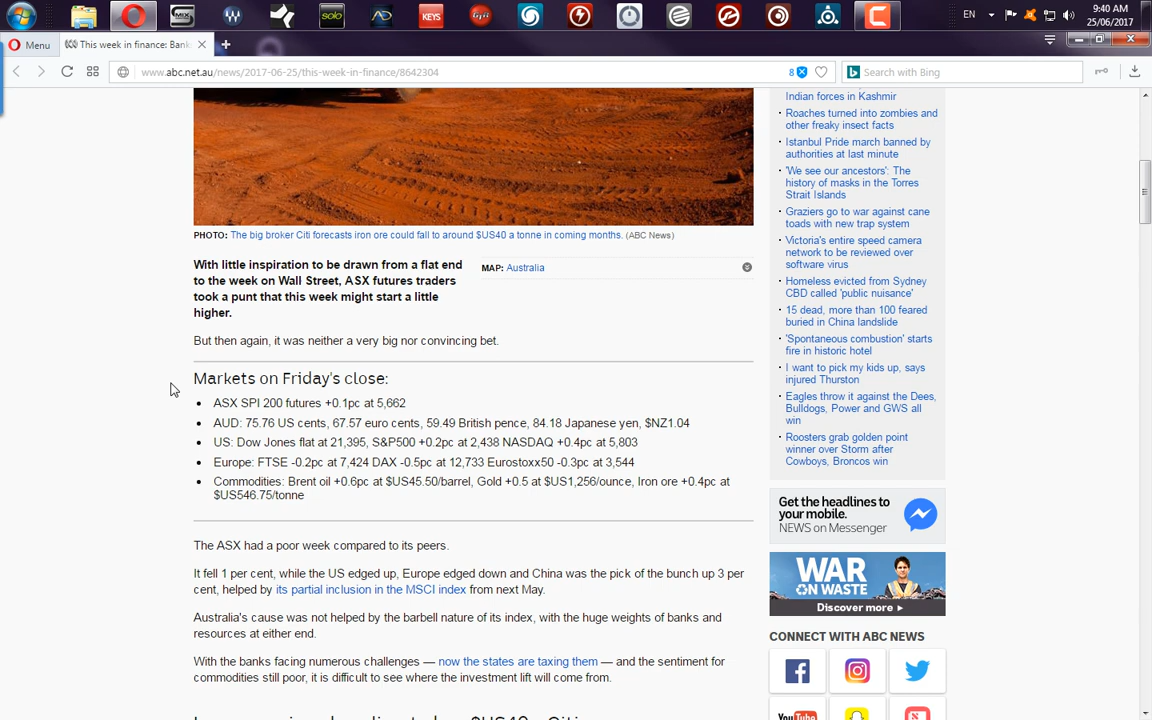 solo
KEYS
EN
9:40 AM
25/06/2017
Menu
This week in finance: Bank
www.abc.net.au/news/2017-06-25/this-week-in-finance/8642304
8
Search with Bing
PHOTO: The big broker Citi forecasts iron ore could fall to around $US40 a tonne in coming months. (ABC News)
With little inspiration to be drawn from a flat end
to the week on Wall Street, ASX futures traders
took a punt that this week might start a little
higher.
MAP: Australia
But then again, it was neither a very big nor convincing bet.
Markets on Friday's close:
• ASX SPI 200 futures +0.1pc at 5,662
• AUD: 75.76 US cents, 67.57 euro cents, 59.49 British pence, 84.18 Japanese yen, $NZ1.04
• US: Dow Jones flat at 21,395, S&P500 +0.2pc at 2,438 NASDAQ +0.4pc at 5,803
• Europe: FTSE -0.2pc at 7,424 DAX -0.5pc at 12,733 Eurostoxx50 -0.3pc at 3,544
• Commodities: Brent oil +0.6pc at $US45.50/barrel, Gold +0.5 at $US1,256/ounce, Iron ore +0.4pc at
$US546.75/tonne
The ASX had a poor week compared to its peers.
It fell 1 per cent, while the US edged up, Europe edged down and China was the pick of the bunch up 3 per
cent, helped by its partial inclusion in the MSCI index from next May.
Australia's cause was not helped by the barbell nature of its index, with the huge weights of banks and
resources at either end.
With the banks facing numerous challenges — now the states are taxing them — and the sentiment for
commodities still poor, it is difficult to see where the investment lift will come from.
Indian forces in Kashmir
Roaches turned into zombies and
other freaky insect facts
Istanbul Pride march banned by
authorities at last minute
'We see our ancestors': The
history of masks in the Torres
Strait Islands
Graziers go to war against cane
toads with new trap system
Victoria's entire speed camera
network to be reviewed over
software virus
Homeless evicted from Sydney
CBD called 'public nuisance'
15 dead, more than 100 feared
buried in China landslide
'Spontaneous combustion' starts
fire in historic hotel
I want to pick my kids up, says
injured Thurston
Eagles throw it against the Dees,
Bulldogs, Power and GWS all
win
Roosters grab golden point
winner over Storm after
Cowboys, Broncos win
Get the headlines to
your mobile.
NEWS on Messenger
WAR
ON WASTE
Discover more ►
CONNECT WITH ABC NEWS